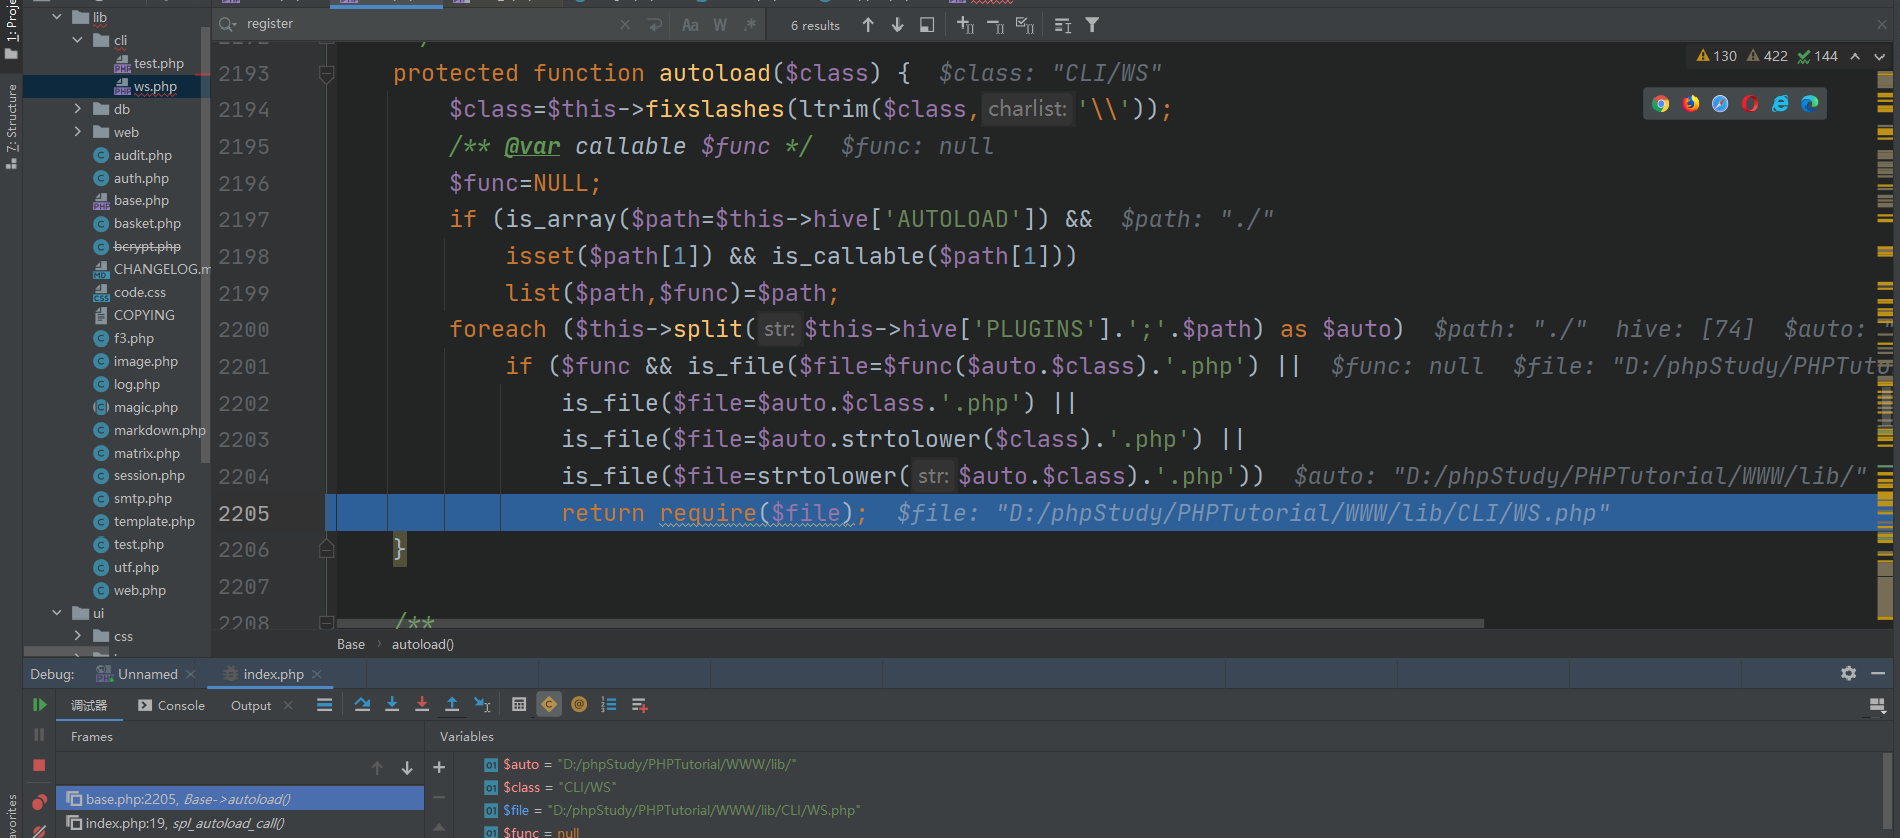 1: Proje
7: Structure
avorites
lib
cli
test.php
ws.php
db
web
audit.php
auth.php
base.php
basket.php
bcrypt.php
CHANGELOG.m
code.css
COPYING
f3.php
image.php
log.php
magic.php
markdown.php
matrix.php
session.php
smtp.php
template.php
test.php
utf.php
web.php
ui
css
register
Aa W .*
6 results
130 422 144
2193 protected function autoload($class) { $class: "CLI/WS"
2194 $class=$this->fixslashes(ltrim($class, charlist: '\\'));
2195 /** @var callable $func */ $func: null
2196 $func=NULL;
2197 if (is_array($path=$this->hive['AUTOLOAD']) && $path: "./"
2198 isset($path[1]) && is_callable($path[1]))
2199 list($path,$func)=$path;
2200 foreach ($this->split( str: $this->hive['PLUGINS'].';'.$path) as $auto) $path: "./" hive: [74] $auto: "
2201 if ($func && is_file($file=$func($auto.$class).'.php') || $func: null $file: "D:/phpStudy/PHPTuto
2202 is_file($file=$auto.$class.'.php') ||
2203 is_file($file=$auto.strtolower($class).'.php') ||
2204 is_file($file=strtolower( str: $auto.$class).'.php')) $auto: "D:/phpStudy/PHPTutorial/WWW/lib/"
2205 return require($file); $file: "D:/phpStudy/PHPTutorial/WWW/lib/CLI/WS.php"
2206 }
2207
2208 /**
Base › autoload()
Debug: Unnamed index.php
调试器 Console Output
Frames
base.php:2205, Base->autoload()
index.php:19, spl_autoload_call()
Variables
$auto = "D:/phpStudy/PHPTutorial/WWW/lib/"
$class = "CLI/WS"
$file = "D:/phpStudy/PHPTutorial/WWW/lib/CLI/WS.php"
$func = null